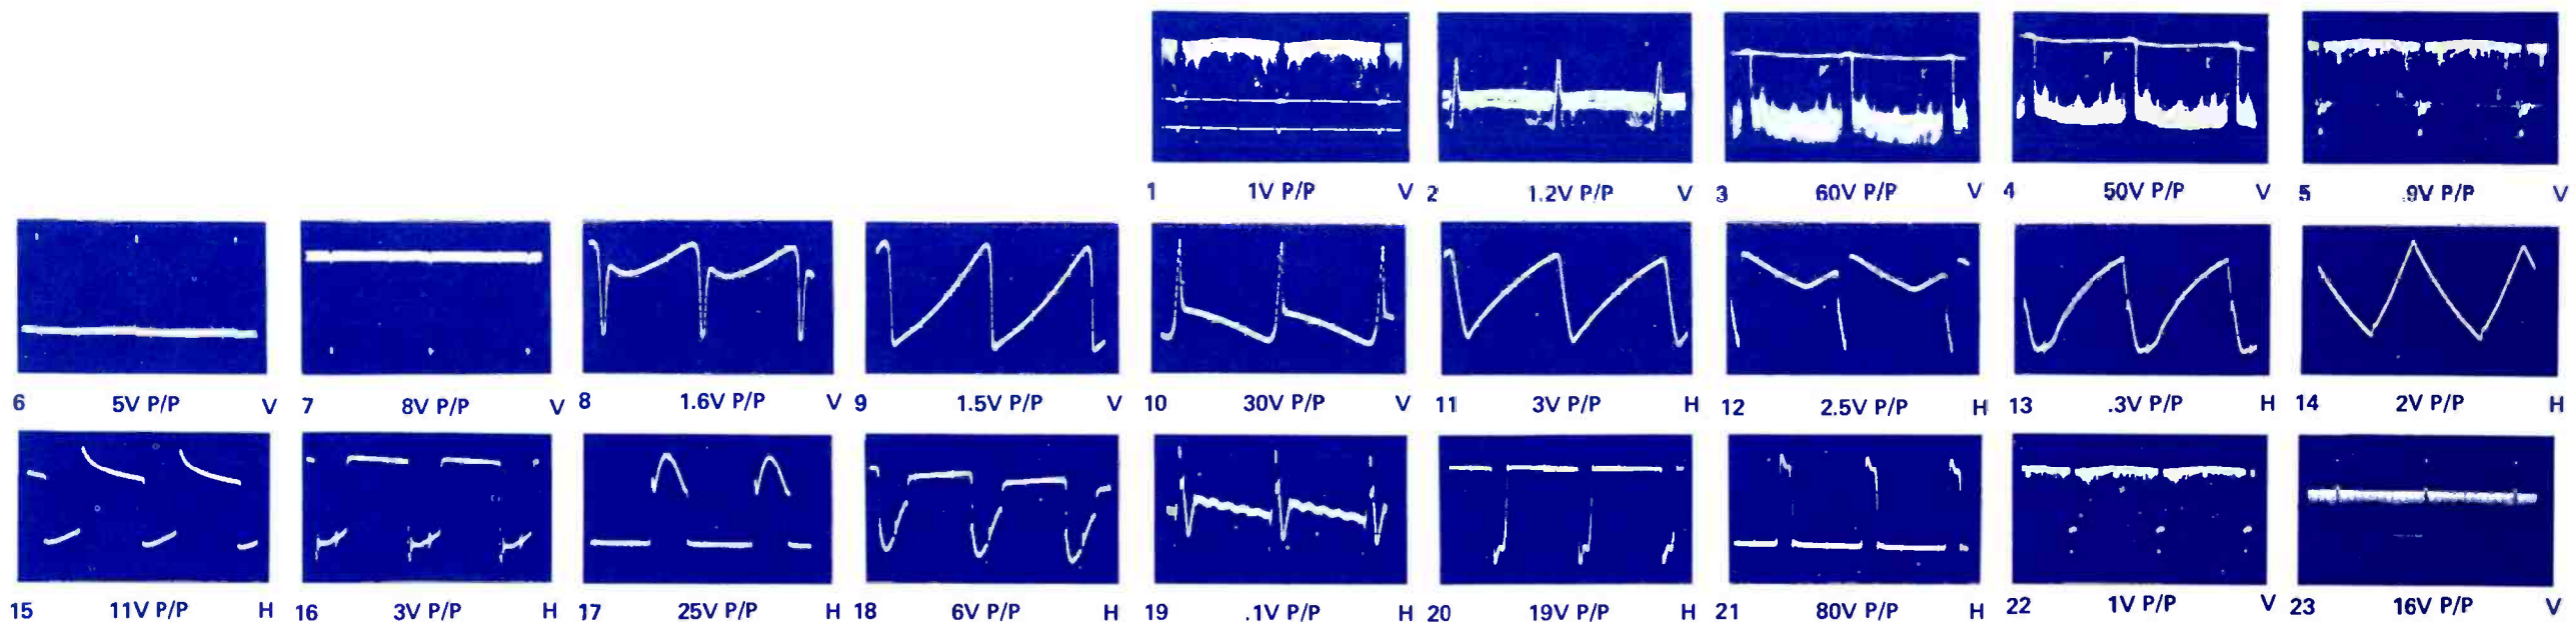 1 1V P/P V 2 1.2V P/P V 3 60V P/P V 4 50V P/P V 5 .9V P/P V
6 5V P/P V 7 8V P/P V 8 1.6V P/P V 9 1.5V P/P V 10 30V P/P V 11 3V P/P H 12 2.5V P/P H 13 .3V P/P H 14 2V P/P H
15 11V P/P H 16 3V P/P H 17 25V P/P H 18 6V P/P H 19 .1V P/P H 20 19V P/P H 21 80V P/P H 22 1V P/P V 23 16V P/P V